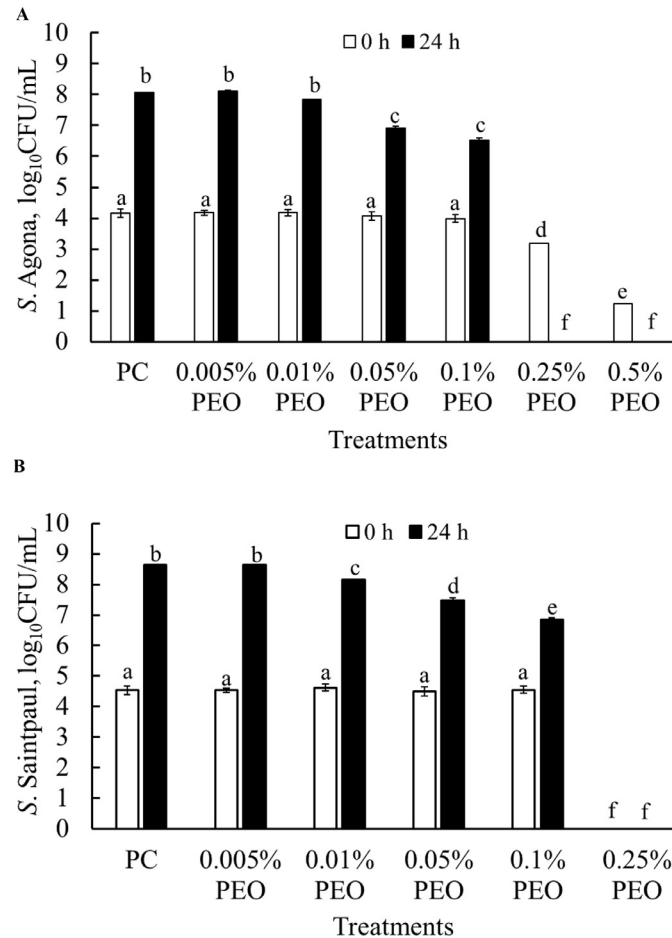 A
S. Agona, log10CFU/mL
0 h 24 h
10
9
8
7
6
5
4
3
2
1
0
a b a b a b a c a c d f e f
PC 0.005% 0.01% 0.05% 0.1% 0.25% 0.5%
PEO PEO PEO PEO PEO PEO
Treatments
B
S. Saintpaul, log10CFU/mL
0 h 24 h
10
9
8
7
6
5
4
3
2
1
0
a b a b a c a d a e f f
PC 0.005% 0.01% 0.05% 0.1% 0.25%
PEO PEO PEO PEO PEO
Treatments